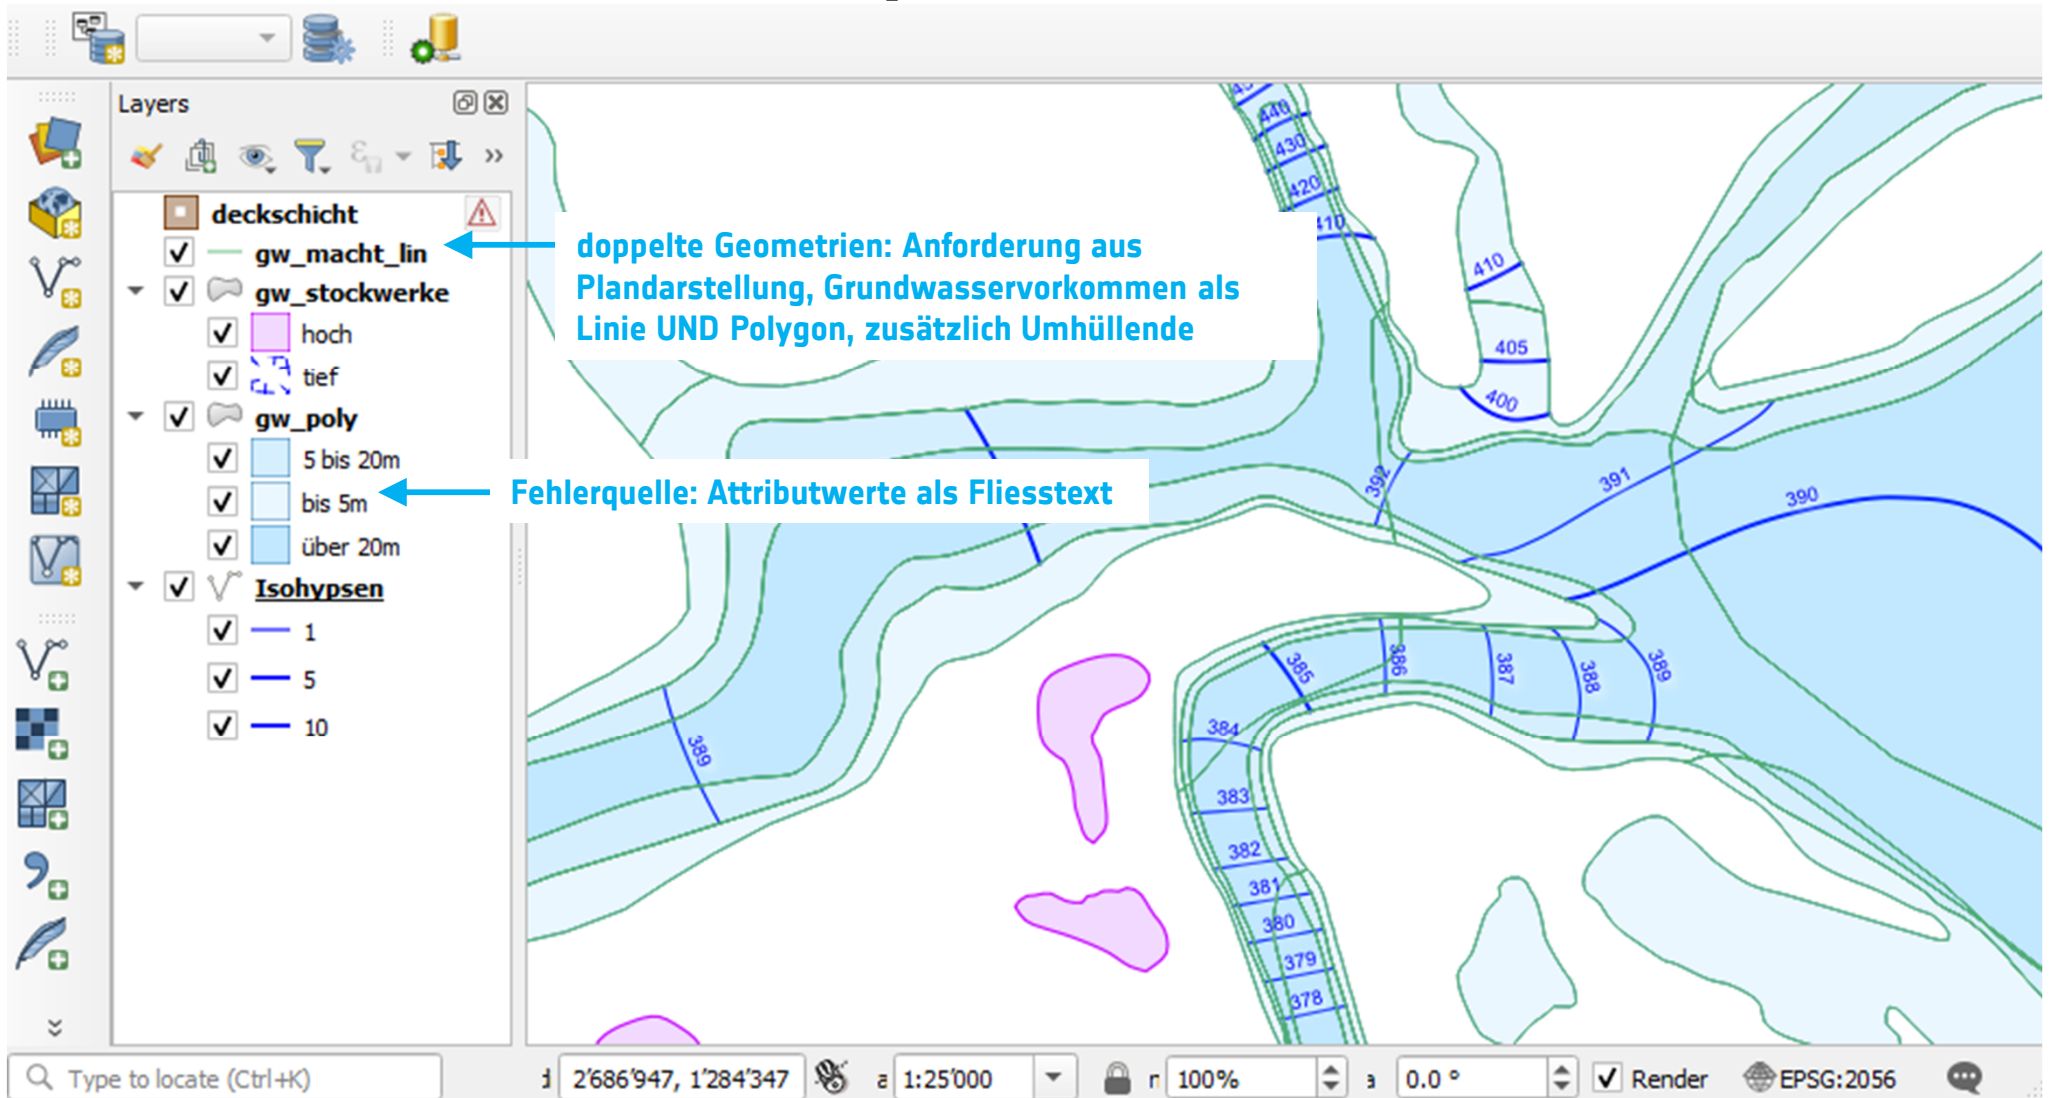 Layers
deckschicht
gw_macht_lin
gw_stockwerke
hoch
tief
gw_poly
5 bis 20m
bis 5m
über 20m
Isohypsen
1
5
10
doppelte Geometrien: Anforderung aus
Plandarstellung, Grundwasservorkommen als
Linie UND Polygon, zusätzlich Umhüllende
Fehlerquelle: Attributwerte als Fliesstext
440
430
420
410
410
405
400
392
391
390
389
388
387
386
385
384
383
382
381
380
379
378
389
Type to locate (Ctrl+K)
2'686'947, 1'284'347
1:25'000
100%
0.0 °
Render
EPSG:2056